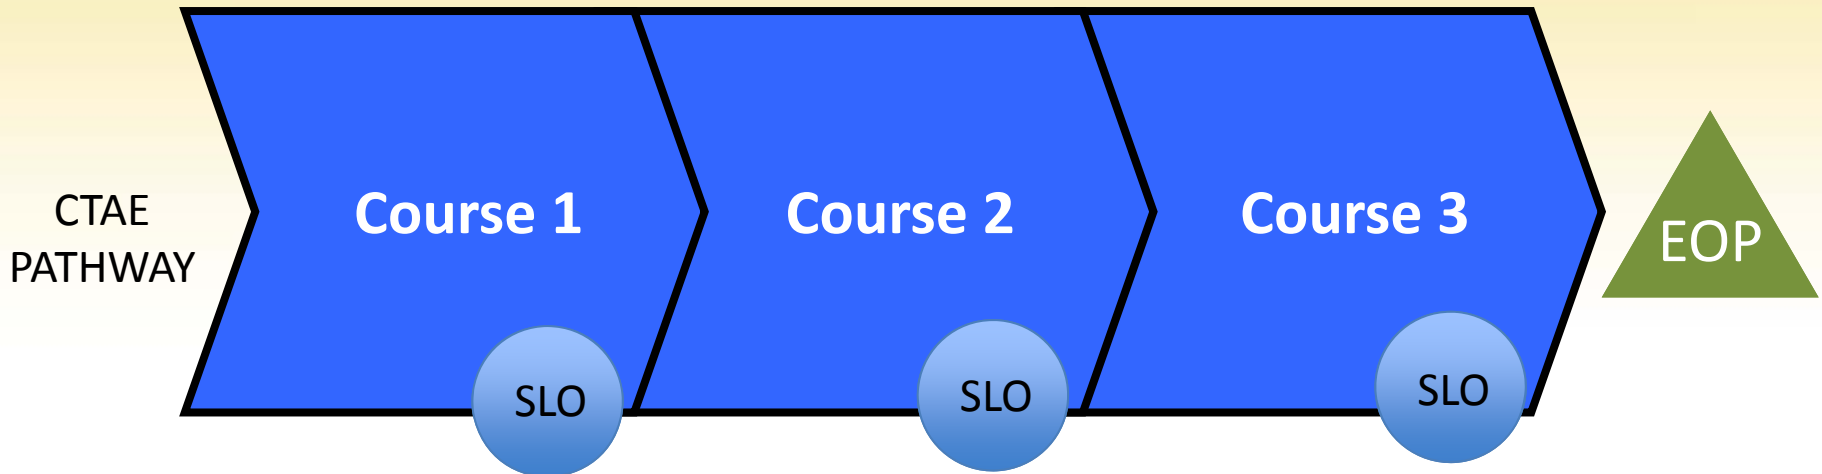 CTAE
PATHWAY
Course 1
Course 2
Course 3
EOP
SLO
SLO
SLO